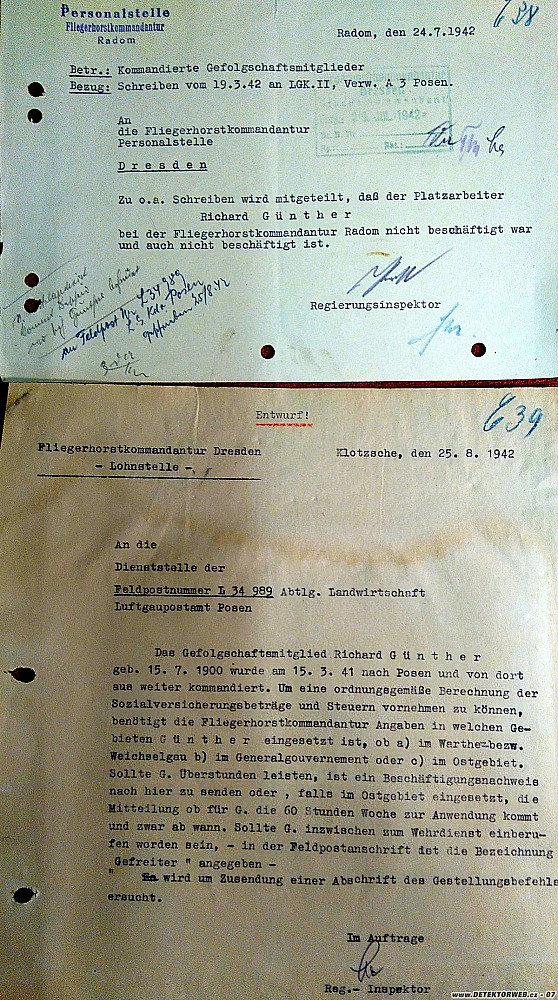 638
Personalstelle
Fliegerhorstkommandantur
Radom
Radom, den 24.7.1942
Betr.: Kommandierte Gefolgschaftsmitglieder
Bezug: Schreiben vom 19.3.42 an LGK.II, Verw. A 3 Posen.
An
die Fliegerhorstkommandantur
Personalstelle
Dresden
Zu o.a. Schreiben wird mitgeteilt, daß der Platzarbeiter
Richard Günther
bei der Fliegerhorstkommandantur Radom nicht beschäftigt war
und auch nicht beschäftigt ist.
an Feldpost Nr. L 34989
Posen
Regierungsinspektor
Entwurf!
639
Fliegerhorstkommandantur Dresden
- Lohnstelle -
Klotzsche, den 25. 8. 1942
An die
Dienststelle der
Feldpostnummer L 34 989 Abtlg. Landwirtschaft
Luftgaupostamt Posen
Das Gefolgschaftsmitglied Richard Günther
geb. 15. 7. 1900 wurde am 15. 3. 41 nach Posen und von dort
aus weiter kommandiert. Um eine ordnungsgemäße Berechnung der
Sozialversicherungsbeträge und Steuern vornehmen zu können,
benötigt die Fliegerhorstkommandantur Angaben in welchen Ge-
bieten Günther eingesetzt ist, ob a) im Warthe-bezw.
Weichselgau b) im Generalgouvernement oder c) im Ostgebiet.
Sollte G. Überstunden leisten, ist ein Beschäftigungsnachweis
nach hier zu senden oder , falls im Ostgebiet eingesetzt, die
Mitteilung ob für G. die 60 Stunden Woche zur Anwendung kommt
und zwar ab wann. Sollte G. inzwischen zum Wehrdienst einberu-
fen worden sein, - in der Feldpostanschrift ist die Bezeichnung
" Gefreiter " angegeben -
wird um Zusendung einer Abschrift des Gestellungsbefehls
ersucht.
Im Auftrage
Reg.- Inspektor
www.DETEKTORWEB.cz - 07